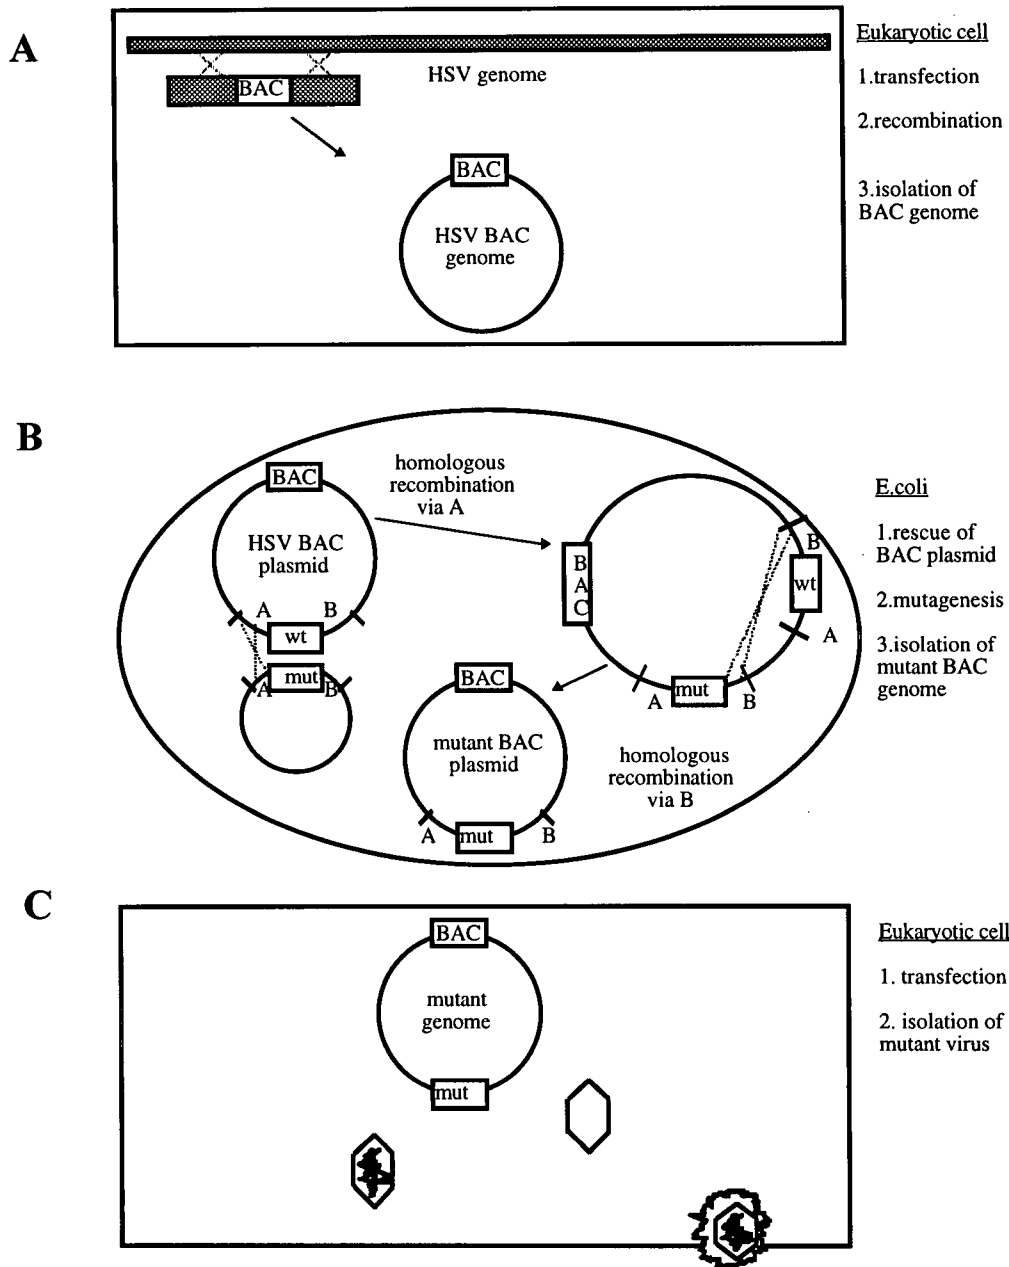 A
Eukaryotic cell
1.transfection
2.recombination
3.isolation of
BAC genome
HSV genome
BAC
BAC
HSV BAC
genome
B
BAC
homologous
recombination
via A
HSV BAC
plasmid
A
B
wt
mut
A
B
B
A
C
B
wt
A
A
mut
B
BAC
mutant BAC
plasmid
A
mut
B
homologous
recombination
via B
E.coli
1.rescue of
BAC plasmid
2.mutagenesis
3.isolation of
mutant BAC
genome
C
BAC
mutant
genome
mut
Eukaryotic cell
1. transfection
2. isolation of
mutant virus